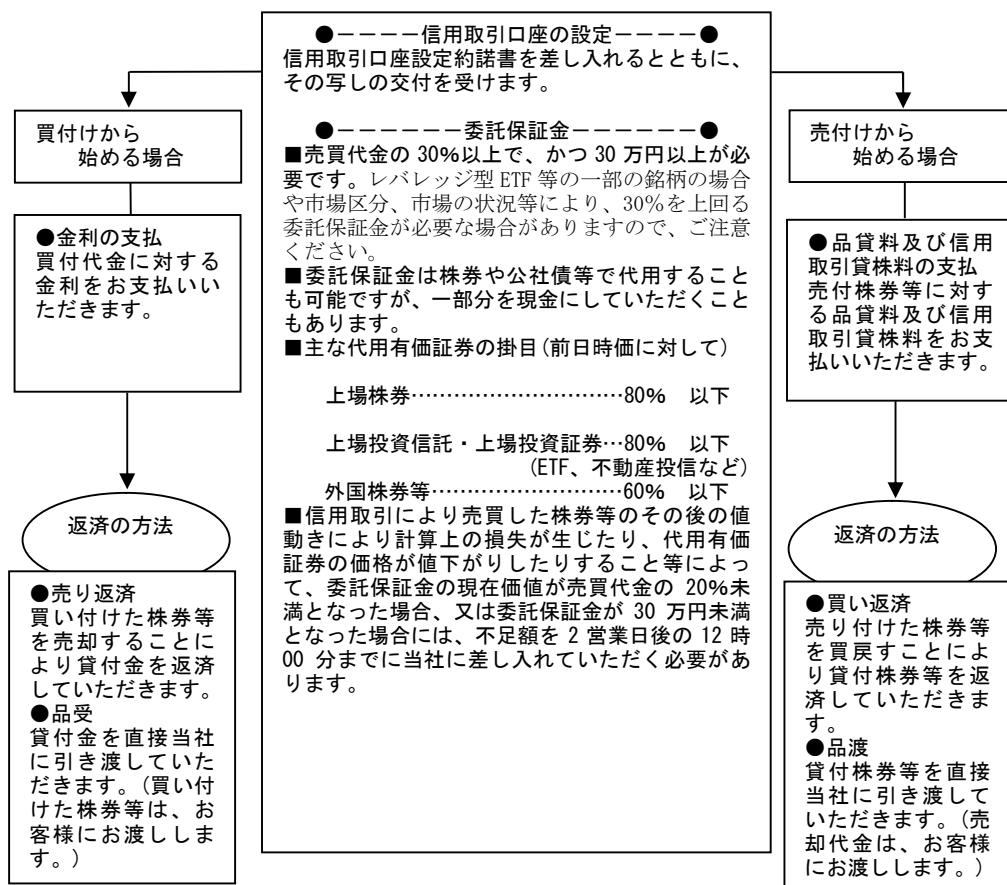 ●－－－－信用取引口座の設定－－－－●
信用取引口座設定約諾書を差し入れるとともに、
その写しの交付を受けます。
●－－－－－－委託保証金－－－－－－●
■売買代金の 30%以上で、かつ 30 万円以上が必
要です。レバレッジ型 ETF 等の一部の銘柄の場合
や市場区分、市場の状況等により、30％を上回る
委託保証金が必要な場合がありますので、ご注意
ください。
■委託保証金は株券や公社債等で代用すること
も可能ですが、一部分を現金にしていただくこと
もあります。
■主な代用有価証券の掛目(前日時価に対して)
上場株券…………………………80% 以下
上場投資信託・上場投資証券…80% 以下
(ETF、不動産投信など)
外国株券等………………………60% 以下
■信用取引により売買した株券等のその後の値
動きにより計算上の損失が生じたり、代用有価
証券の価格が値下がりしたりすること等によっ
て、委託保証金の現在価値が売買代金の 20%未
満となった場合、又は委託保証金が 30 万円未満
となった場合には、不足額を 2 営業日後の 12 時
00 分までに当社に差し入れていただく必要があ
ります。
買付けから
始める場合
●金利の支払
買付代金に対する
金利をお支払いい
ただきます。
返済の方法
●売り返済
買い付けた株券等
を売却することに
より貸付金を返済
していただきます。
●品受
貸付金を直接当社
に引き渡していた
だきます。(買い付
けた株券等は、お
客様にお渡ししま
す。)
売付けから
始める場合
●品貸料及び信用
取引貸株料の支払
売付株券等に対す
る品貸料及び信用
取引貸株料をお支
払いいただきます。
返済の方法
●買い返済
売り付けた株券等
を買戻すことによ
り貸付株券等を返
済していただきま
す。
●品渡
貸付株券等を直接
当社に引き渡して
いただきます。(売
却代金は、お客様
にお渡しします。)